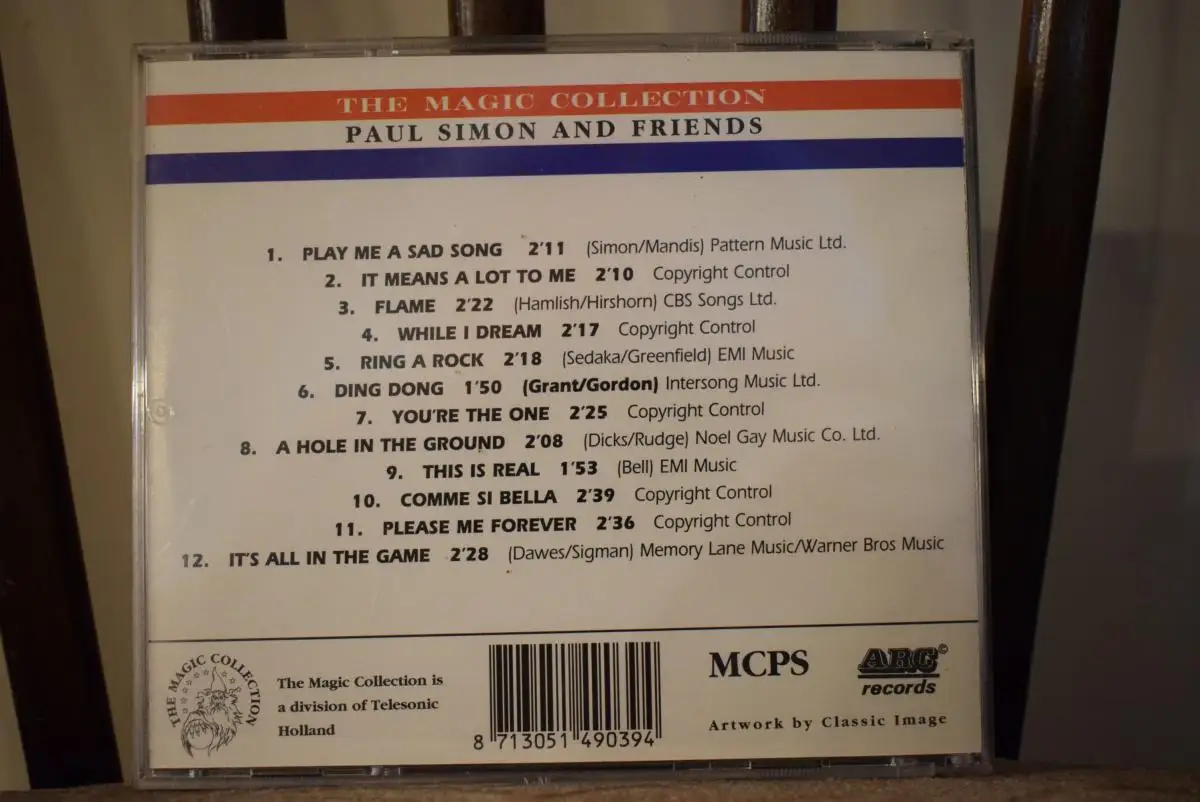 THE MAGIC COLLECTION
PAUL SIMON AND FRIENDS
1. PLAY ME A SAD SONG 2'11 (Simon/Mandis) Pattern Music Ltd.
2. IT MEANS A LOT TO ME 2'10 Copyright Control
3. FLAME 2'22 (Hamlish/Hirshorn) CBS Songs Ltd.
4. WHILE I DREAM 2'17 Copyright Control
5. RING A ROCK 2'18 (Sedaka/Greenfield) EMI Music
6. DING DONG 1'50 (Grant/Gordon) Intersong Music Ltd.
7. YOU'RE THE ONE 2'25 Copyright Control
8. A HOLE IN THE GROUND 2'08 (Dicks/Rudge) Noel Gay Music Co. Ltd.
9. THIS IS REAL 1'53 (Bell) EMI Music
10. COMME SI BELLA 2'39 Copyright Control
11. PLEASE ME FOREVER 2'36 Copyright Control
12. IT'S ALL IN THE GAME 2'28 (Dawes/Sigman) Memory Lane Music/Warner Bros Music
THE MAGIC COLLECTION
The Magic Collection is
a division of Telesonic
Holland
8 713051 490394
MCPS
ARC©
records
Artwork by Classic Image